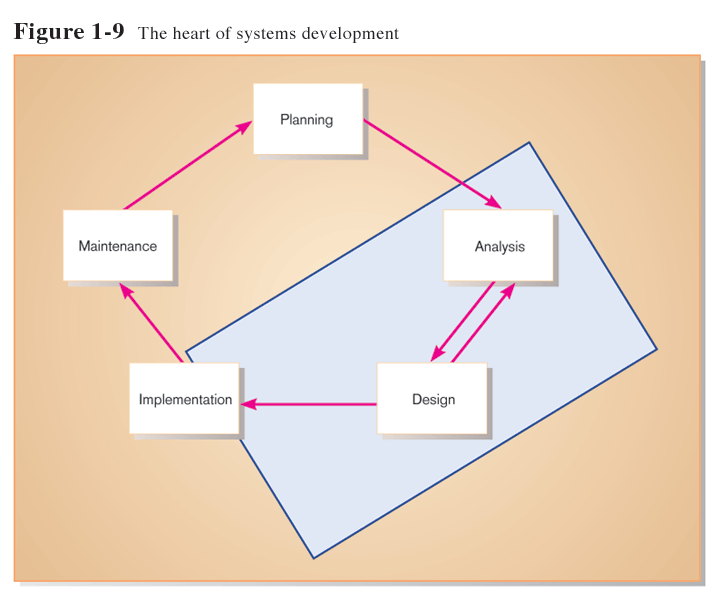 Figure 1-9 The heart of systems development
Planning
Maintenance
Analysis
Implementation
Design